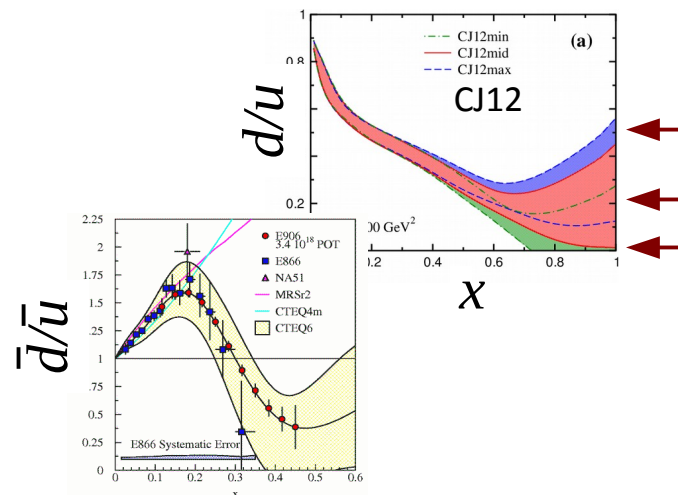 1
CJ12min
(a)
CJ12mid
CJ12max
CJ12
d/u
0.2
00 GeV²
.2
0.4
0.6
0.8
1
x
2.25
2
1.75
1.5
1.25
1
0.75
0.5
0.25
0
E906
3.4 10¹⁸ POT
E866
NA51
MRSr2
CTEQ4m
CTEQ6
d̄/ū
E866 Systematic Error
0
0.1
0.2
0.3
0.4
0.5
0.6